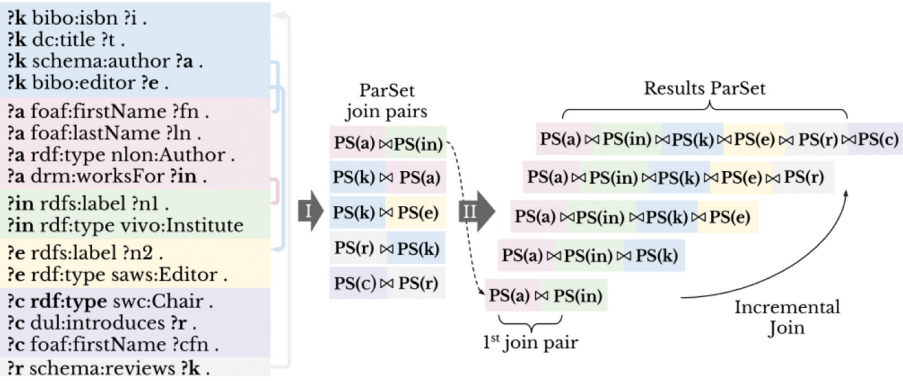 ?k bibo:isbn ?i .
?k dc:title ?t .
?k schema:author ?a .
?k bibo:editor ?e .
?a foaf:firstName ?fn .
?a foaf:lastName ?ln .
?a rdf:type nlon:Author .
?a drm:worksFor ?in .
?in rdfs:label ?n1 .
?in rdf:type vivo:Institute
?e rdfs:label ?n2 .
?e rdf:type saws:Editor .
?c rdf:type swc:Chair .
?c dul:introduces ?r .
?c foaf:firstName ?cfn .
?r schema:reviews ?k .
I
ParSet
join pairs
PS(a) ⋈ PS(in)
PS(k) ⋈ PS(a)
PS(k) ⋈ PS(e)
PS(r) ⋈ PS(k)
PS(c) ⋈ PS(r)
II
Results ParSet
PS(a) ⋈ PS(in) ⋈ PS(k) ⋈ PS(e) ⋈ PS(r) ⋈ PS(c)
PS(a) ⋈ PS(in) ⋈ PS(k) ⋈ PS(e) ⋈ PS(r)
PS(a) ⋈ PS(in) ⋈ PS(k) ⋈ PS(e)
PS(a) ⋈ PS(in) ⋈ PS(k)
PS(a) ⋈ PS(in)
1st join pair
Incremental
Join